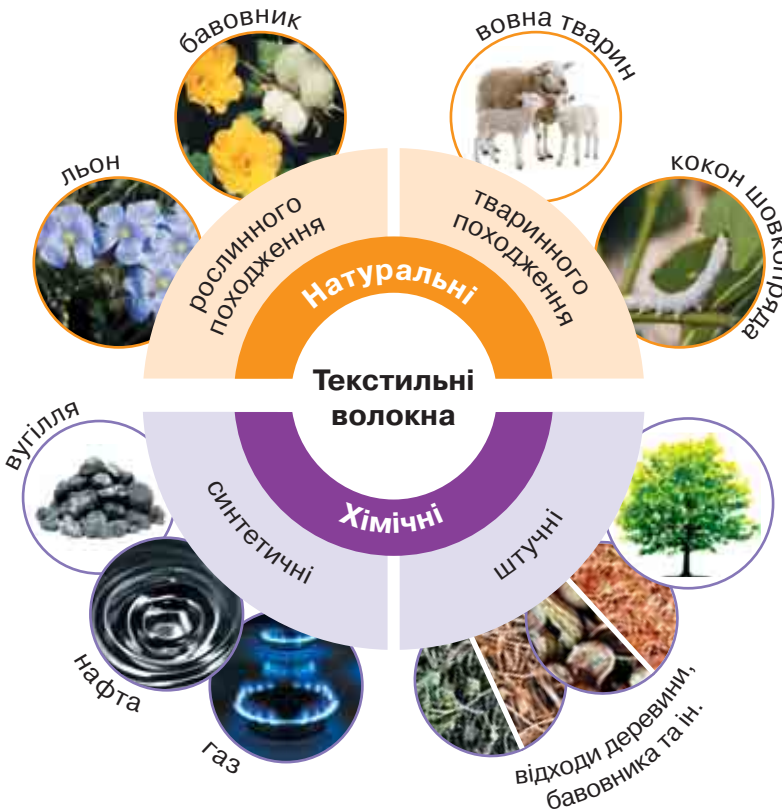 бавовник
вовна тварин
льон
кокон шовкопряда
рослинного
походження
тваринного
походження
Натуральні
Текстильні
волокна
Хімічні
вугілля
синтетичні
штучні
нафта
газ
відходи деревини,
бавовника та ін.